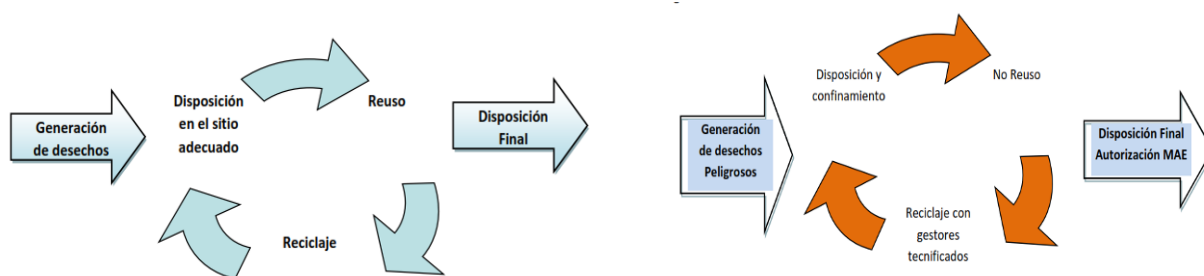 Generación
de desechos
Disposición
en el sitio
adecuado
Reuso
Reciclaje
Disposición
Final
Generación
de desechos
Peligrosos
Disposición y
confinamiento
No Reuso
Reciclaje con
gestores
tecnificados
Disposición Final
Autorización MAE